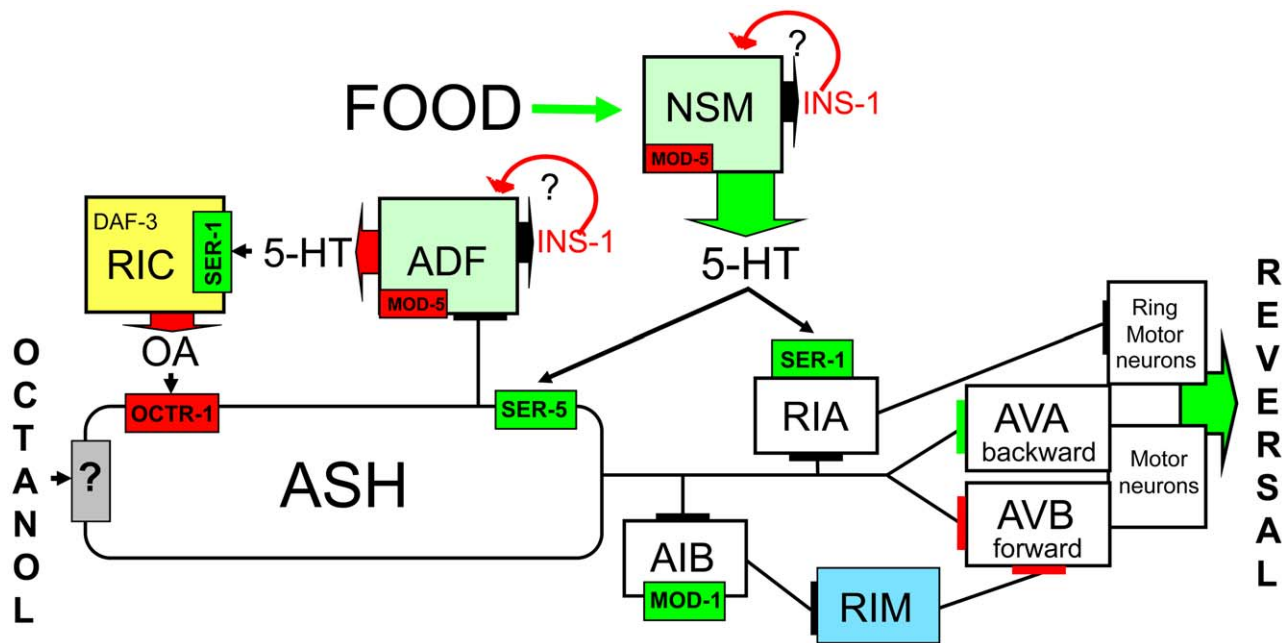 ?
FOOD
NSM
INS-1
MOD-5
?
DAF-3
RIC
SER-1
5-HT
ADF
INS-1
MOD-5
5-HT
OA
OCTANOL
OCTR-1
SER-5
SER-1
RIA
Ring
Motor
neurons
REVERSAL
?
ASH
AVA
backward
Motor
neurons
AVB
forward
AIB
MOD-1
RIM